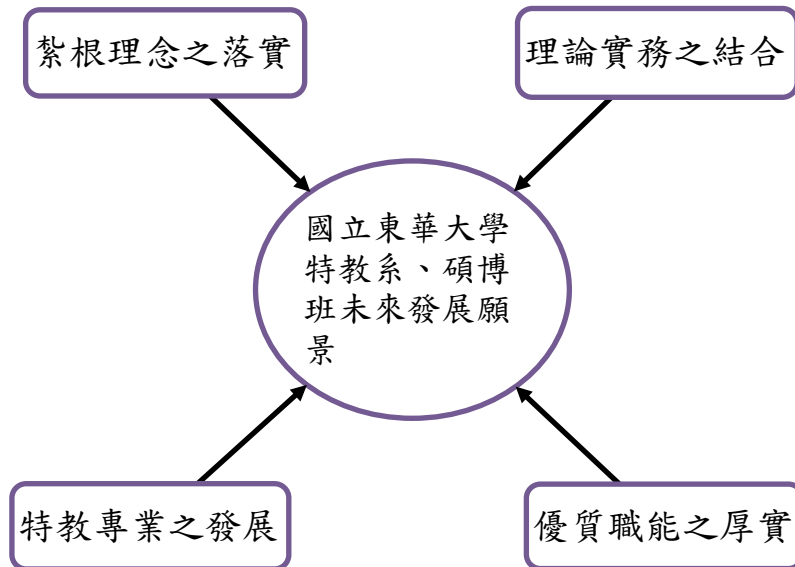 紮根理念之落實
理論實務之結合
國立東華大學
特教系、碩博
班未來發展願
景
特教專業之發展
優質職能之厚實